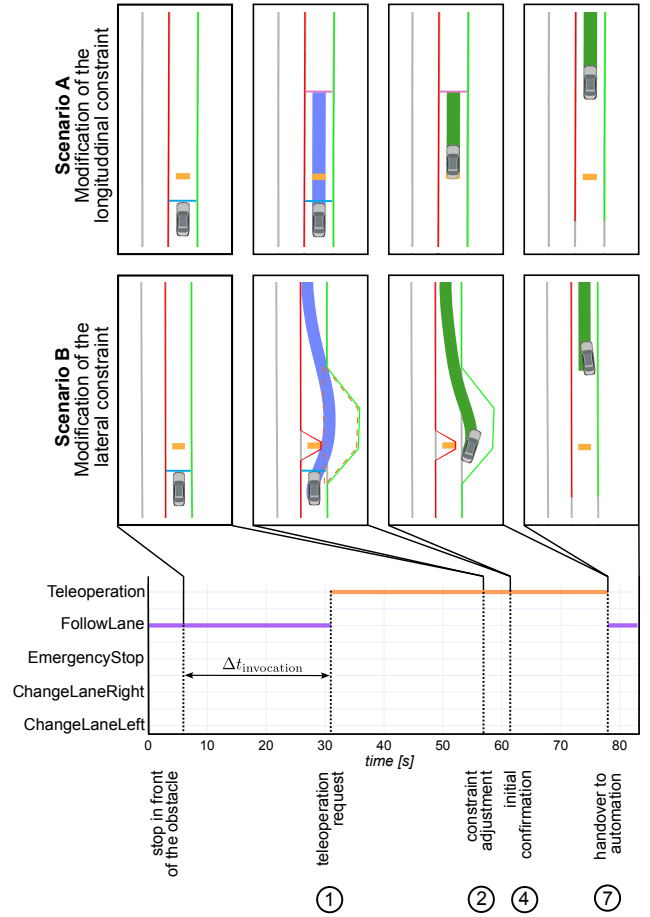 Scenario A
Modification of the
longituddinal constraint
Scenario B
Modification of the
lateral constraint
Teleoperation
FollowLane
EmergencyStop
ChangeLaneRight
ChangeLaneLeft
Δt_invocation
0 10 20 30 40 50 60 70 80
time [s]
stop in front
of the obstacle
teleoperation
request
constraint
adjustment
initial
confirmation
handover to
automation
1 2 4 7